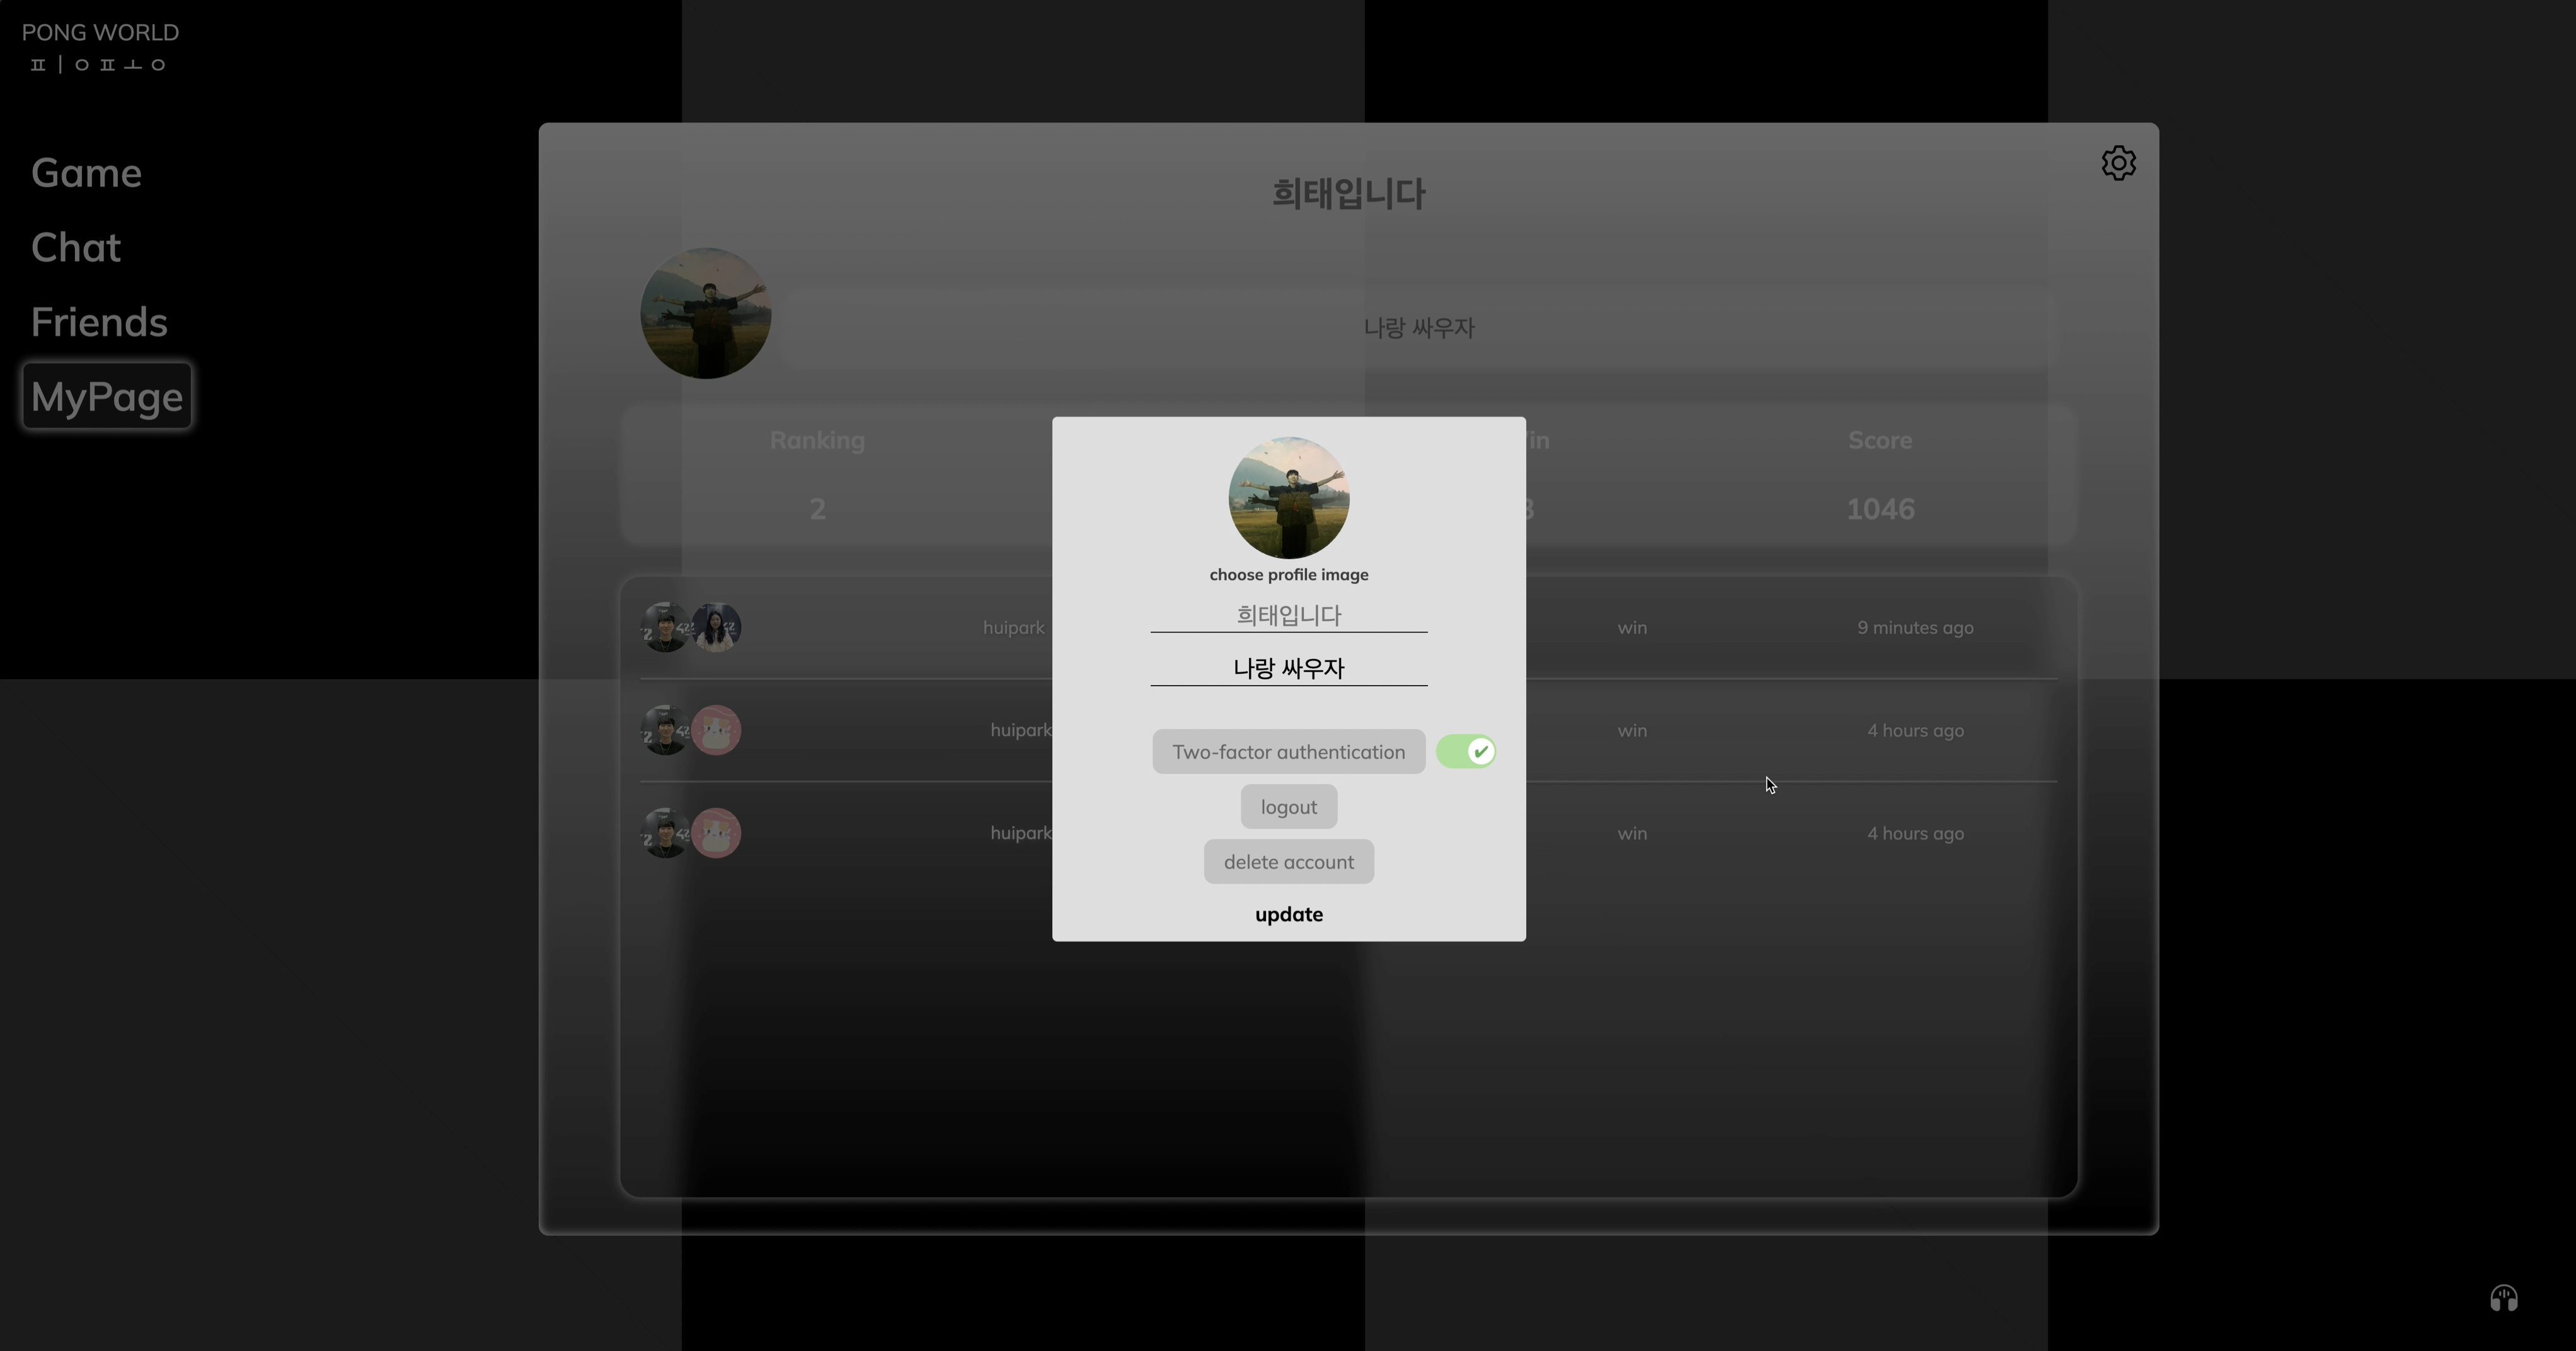 PONG WORLD
ㅍㅣㅇㅍㅗㅇ
Game
Chat
Friends
MyPage
희태입니다
나랑 싸우자
Ranking
Score
2
1046
choose profile image
희태입니다
나랑 싸우자
Two-factor authentication
logout
delete account
update
huipark win 9 minutes ago
huipark win 4 hours ago
huipark win 4 hours ago